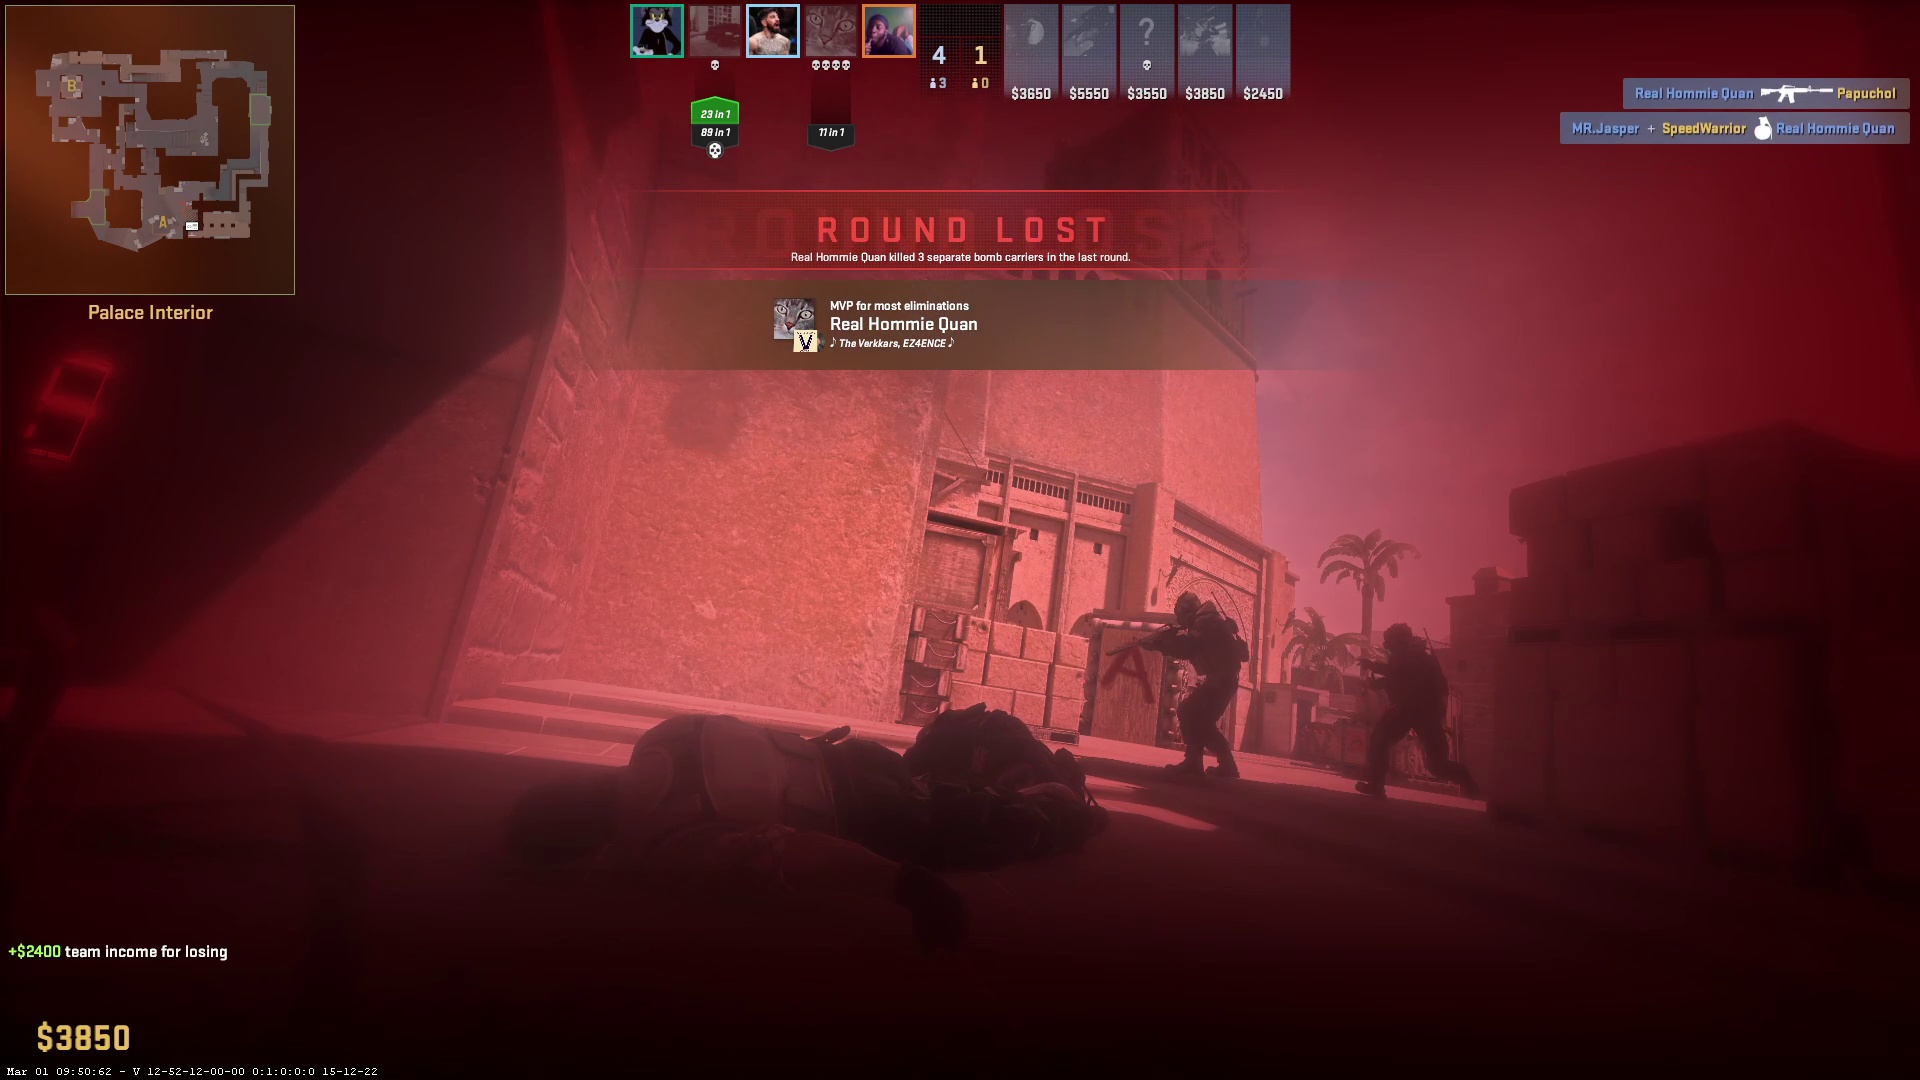 B
A
Palace Interior
4 1
3 0
?
$3650 $5550 $3550 $3850 $2450
23 in 1
89 in 1
11 in 1
Real Hommie Quan Papuchol
MR.Jasper + SpeedWarrior Real Hommie Quan
ROUND LOST
Real Hommie Quan killed 3 separate bomb carriers in the last round.
MVP for most eliminations
Real Hommie Quan
V
♪ The Verkkars, EZ4ENCE ♪
A
+$2400 team income for losing
$3850
Mar 01 09:50:62 - V 12-52-12-00-00 0:1:0:0:0 15-12-22